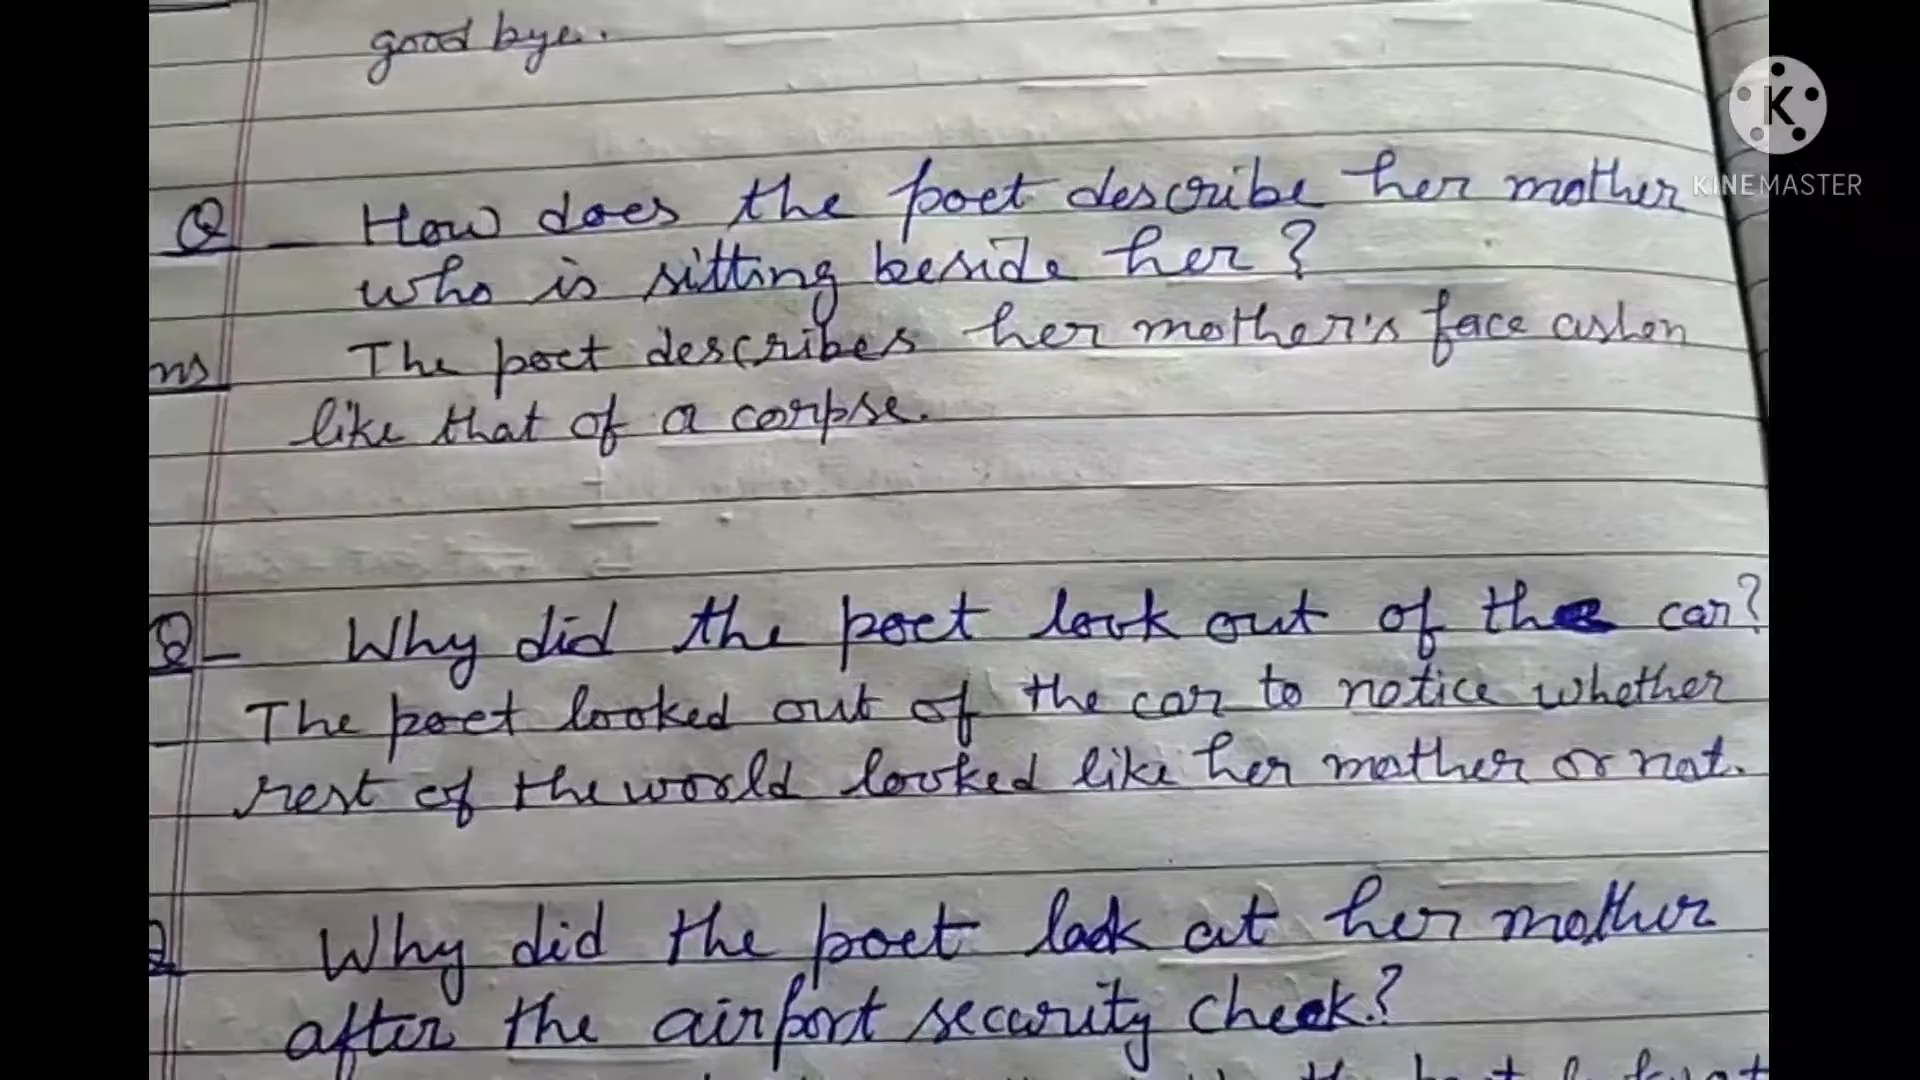 good bye.
Q - How does the poet describe her mother
who is sitting beside her?
ns The poet describes her mother's face ashen
like that of a corpse.
Q - Why did the poet look out of the car?
The poet looked out of the car to notice whether
rest of the world looked like her mother or not.
Q Why did the poet look at her mother
after the airport security check?
K
KINEMASTER